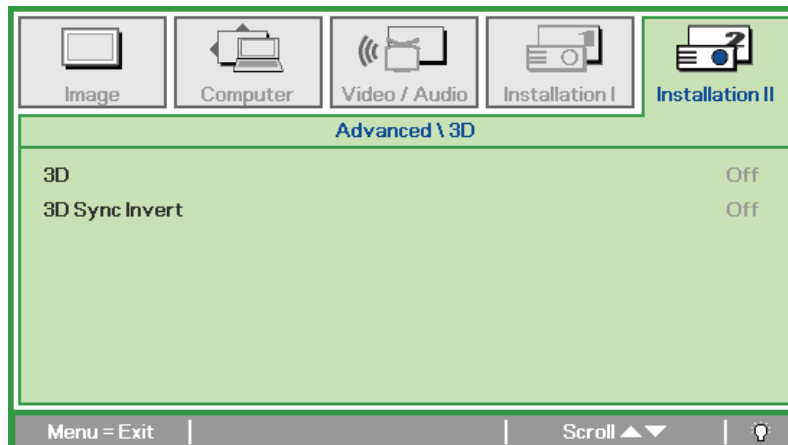 Image Computer Video / Audio Installation I Installation II
Advanced \ 3D
3D Off
3D Sync Invert Off
Menu = Exit Scroll ▲▼